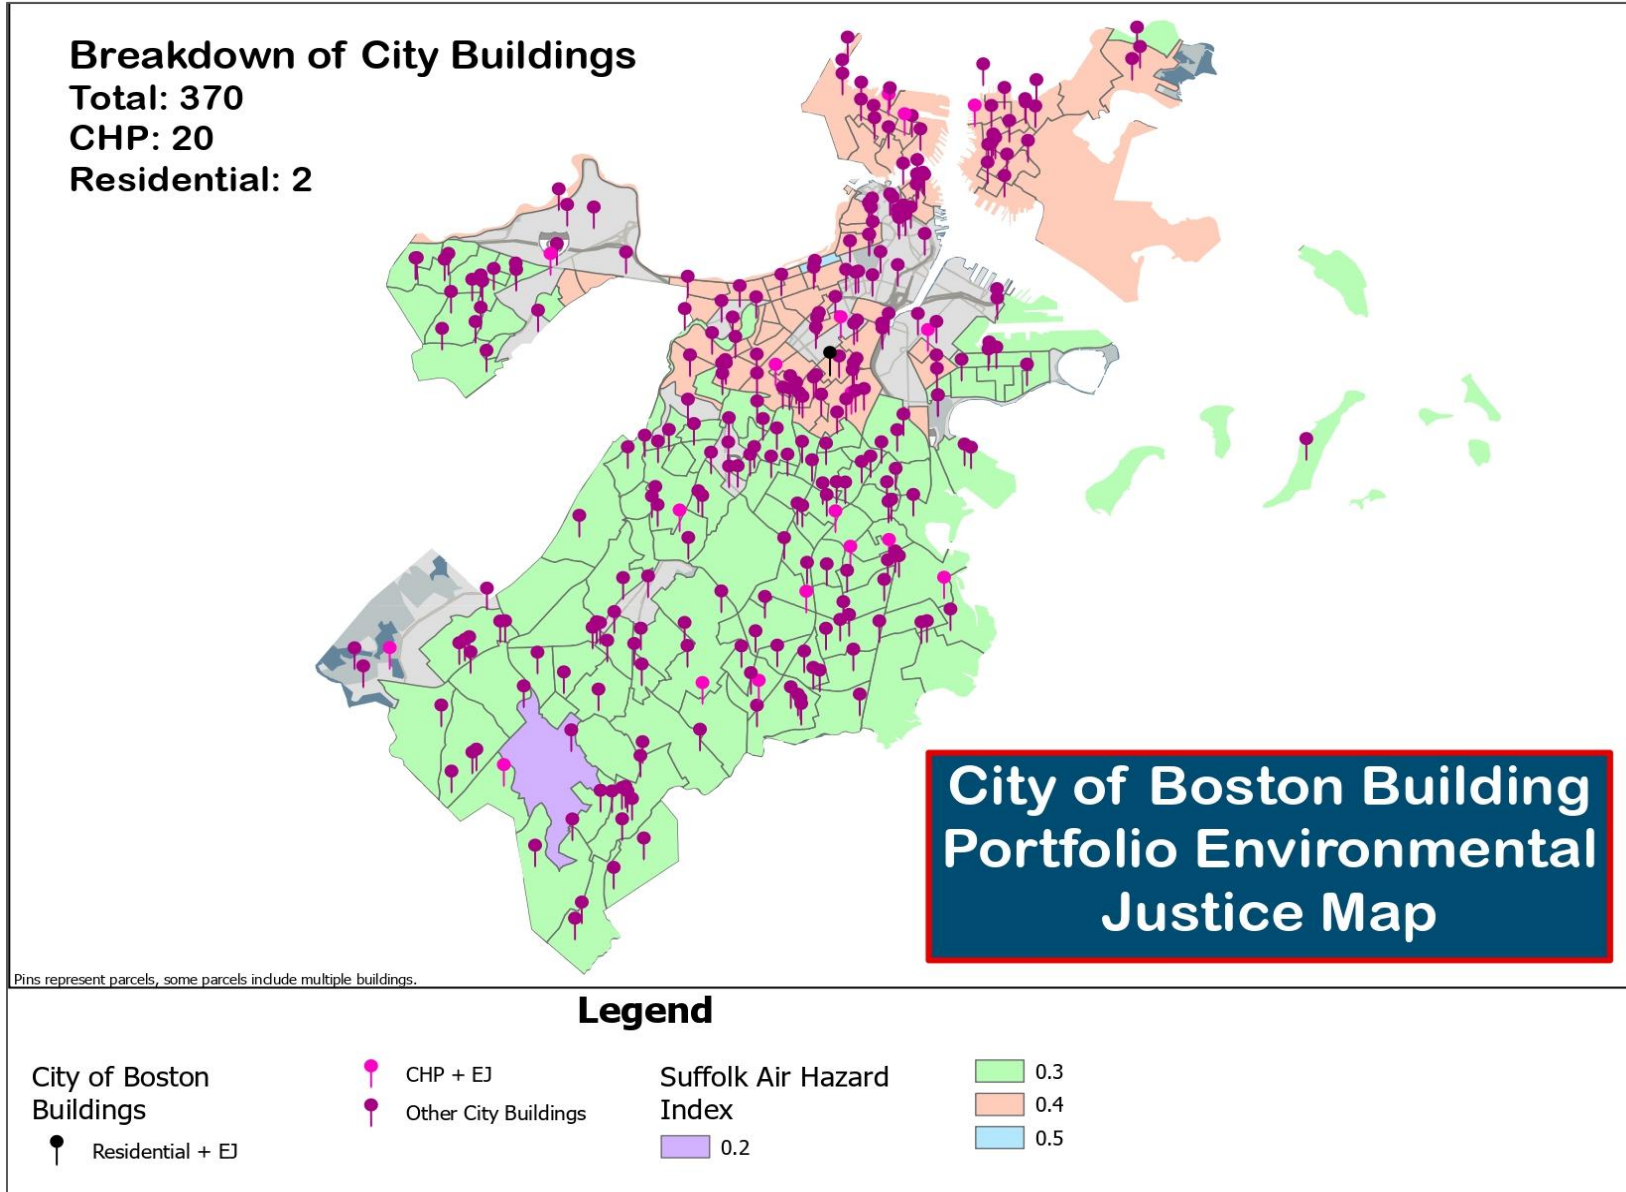 Breakdown of City Buildings
Total: 370
CHP: 20
Residential: 2
City of Boston Building
Portfolio Environmental
Justice Map
Pins represent parcels, some parcels include multiple buildings.
Legend
City of Boston
Buildings
Residential + EJ
CHP + EJ
Other City Buildings
Suffolk Air Hazard
Index
0.2
0.3
0.4
0.5